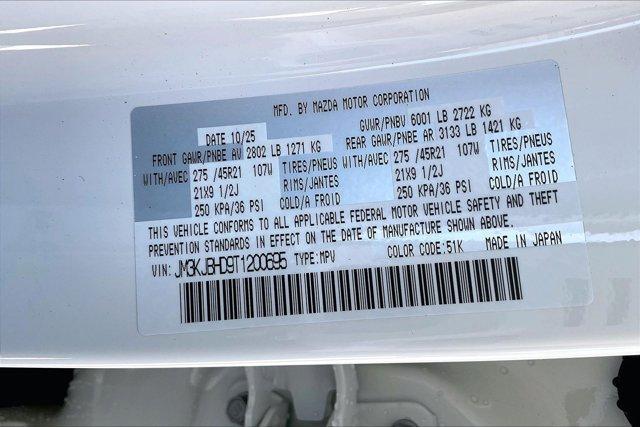 MFD. BY MAZDA MOTOR CORPORATION
DATE 10/25 GVWR/PNBV 6001 LB 2722 KG
FRONT GAWR/PNBE AV 2802 LB 1271 KG REAR GAWR/PNBE AR 3133 LB 1421 KG
WITH/AVEC 275 /45R21 107W TIRES/PNEUS WITH/AVEC 275 /45R21 107W TIRES/PNEUS
21X9 1/2J RIMS/JANTES 21X9 1/2J RIMS/JANTES
250 KPA/36 PSI COLD/A FROID 250 KPA/36 PSI COLD/A FROID
THIS VEHICLE CONFORMS TO ALL APPLICABLE FEDERAL MOTOR VEHICLE SAFETY AND THEFT
PREVENTION STANDARDS IN EFFECT ON THE DATE OF MANUFACTURE SHOWN ABOVE.
VIN: JM3KJBHD9T1200695 TYPE:MPV COLOR CODE:51K MADE IN JAPAN